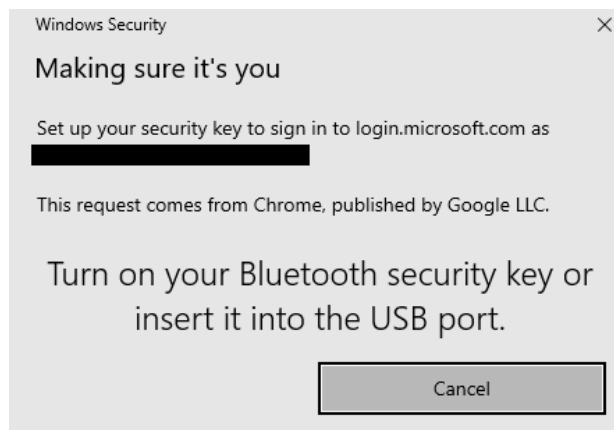 Windows Security
Making sure it's you
Set up your security key to sign in to login.microsoft.com as
This request comes from Chrome, published by Google LLC.
Turn on your Bluetooth security key or
insert it into the USB port.
Cancel